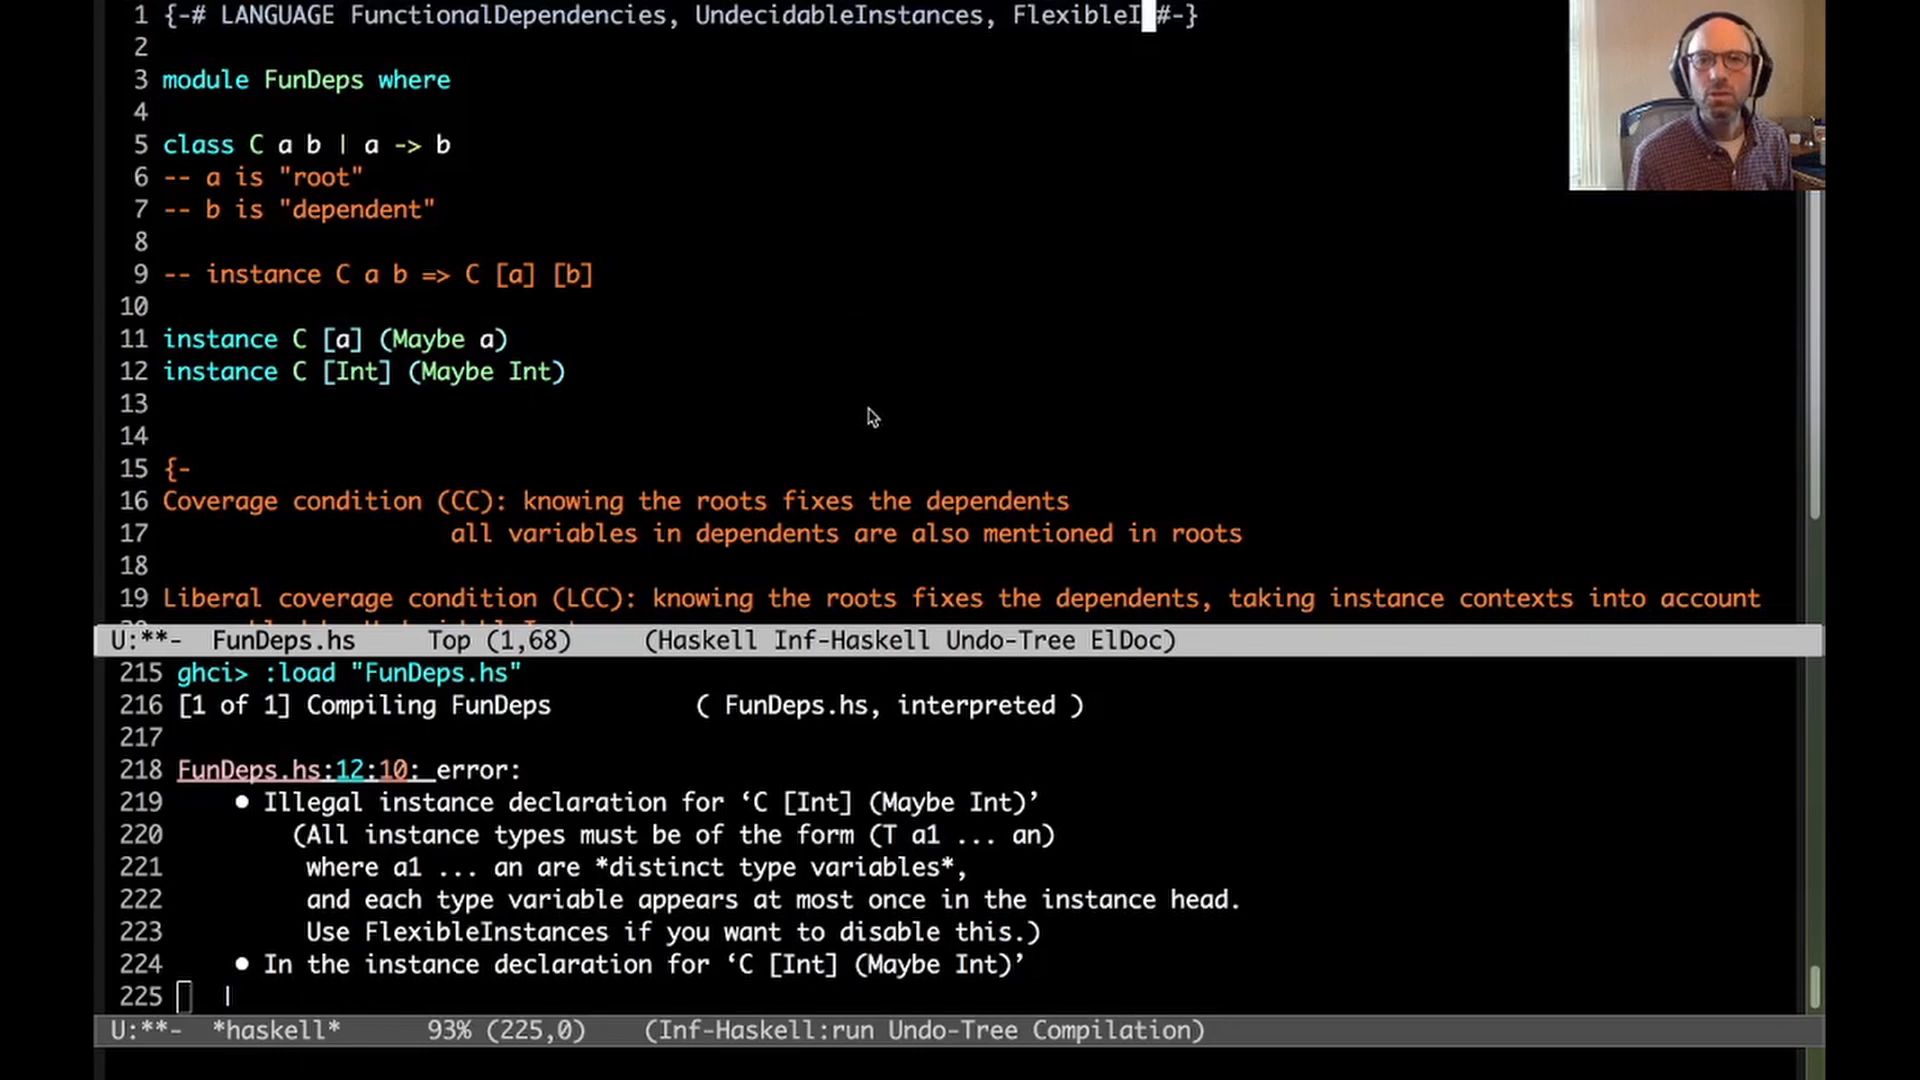 1 {-# LANGUAGE FunctionalDependencies, UndecidableInstances, FlexibleI #-}
2
3 module FunDeps where
4
5 class C a b | a -> b
6 -- a is "root"
7 -- b is "dependent"
8
9 -- instance C a b => C [a] [b]
10
11 instance C [a] (Maybe a)
12 instance C [Int] (Maybe Int)
13
14
15 {-
16 Coverage condition (CC): knowing the roots fixes the dependents
17 all variables in dependents are also mentioned in roots
18
19 Liberal coverage condition (LCC): knowing the roots fixes the dependents, taking instance contexts into account
U:**- FunDeps.hs Top (1,68) (Haskell Inf-Haskell Undo-Tree ElDoc)
215 ghci> :load "FunDeps.hs"
216 [1 of 1] Compiling FunDeps ( FunDeps.hs, interpreted )
217
218 FunDeps.hs:12:10: error:
219 • Illegal instance declaration for ‘C [Int] (Maybe Int)’
220 (All instance types must be of the form (T a1 ... an)
221 where a1 ... an are *distinct type variables*,
222 and each type variable appears at most once in the instance head.
223 Use FlexibleInstances if you want to disable this.)
224 • In the instance declaration for ‘C [Int] (Maybe Int)’
225 |
U:**- *haskell* 93% (225,0) (Inf-Haskell:run Undo-Tree Compilation)